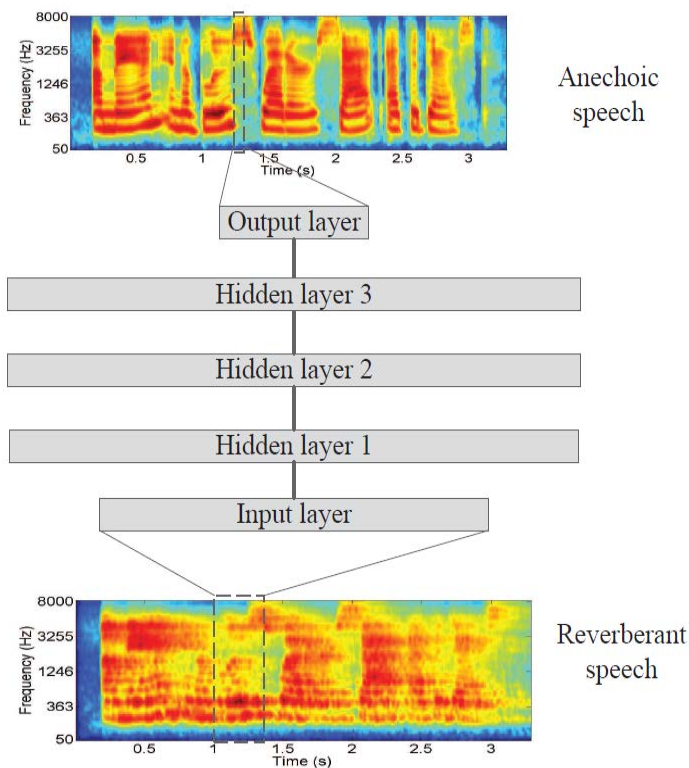 8000
3255
1246
363
50
Frequency (Hz)
0.5 1 1.5 2 2.5 3
Time (s)
Anechoic
speech
Output layer
Hidden layer 3
Hidden layer 2
Hidden layer 1
Input layer
8000
3255
1246
363
50
Frequency (Hz)
0.5 1 1.5 2 2.5 3
Time (s)
Reverberant
speech